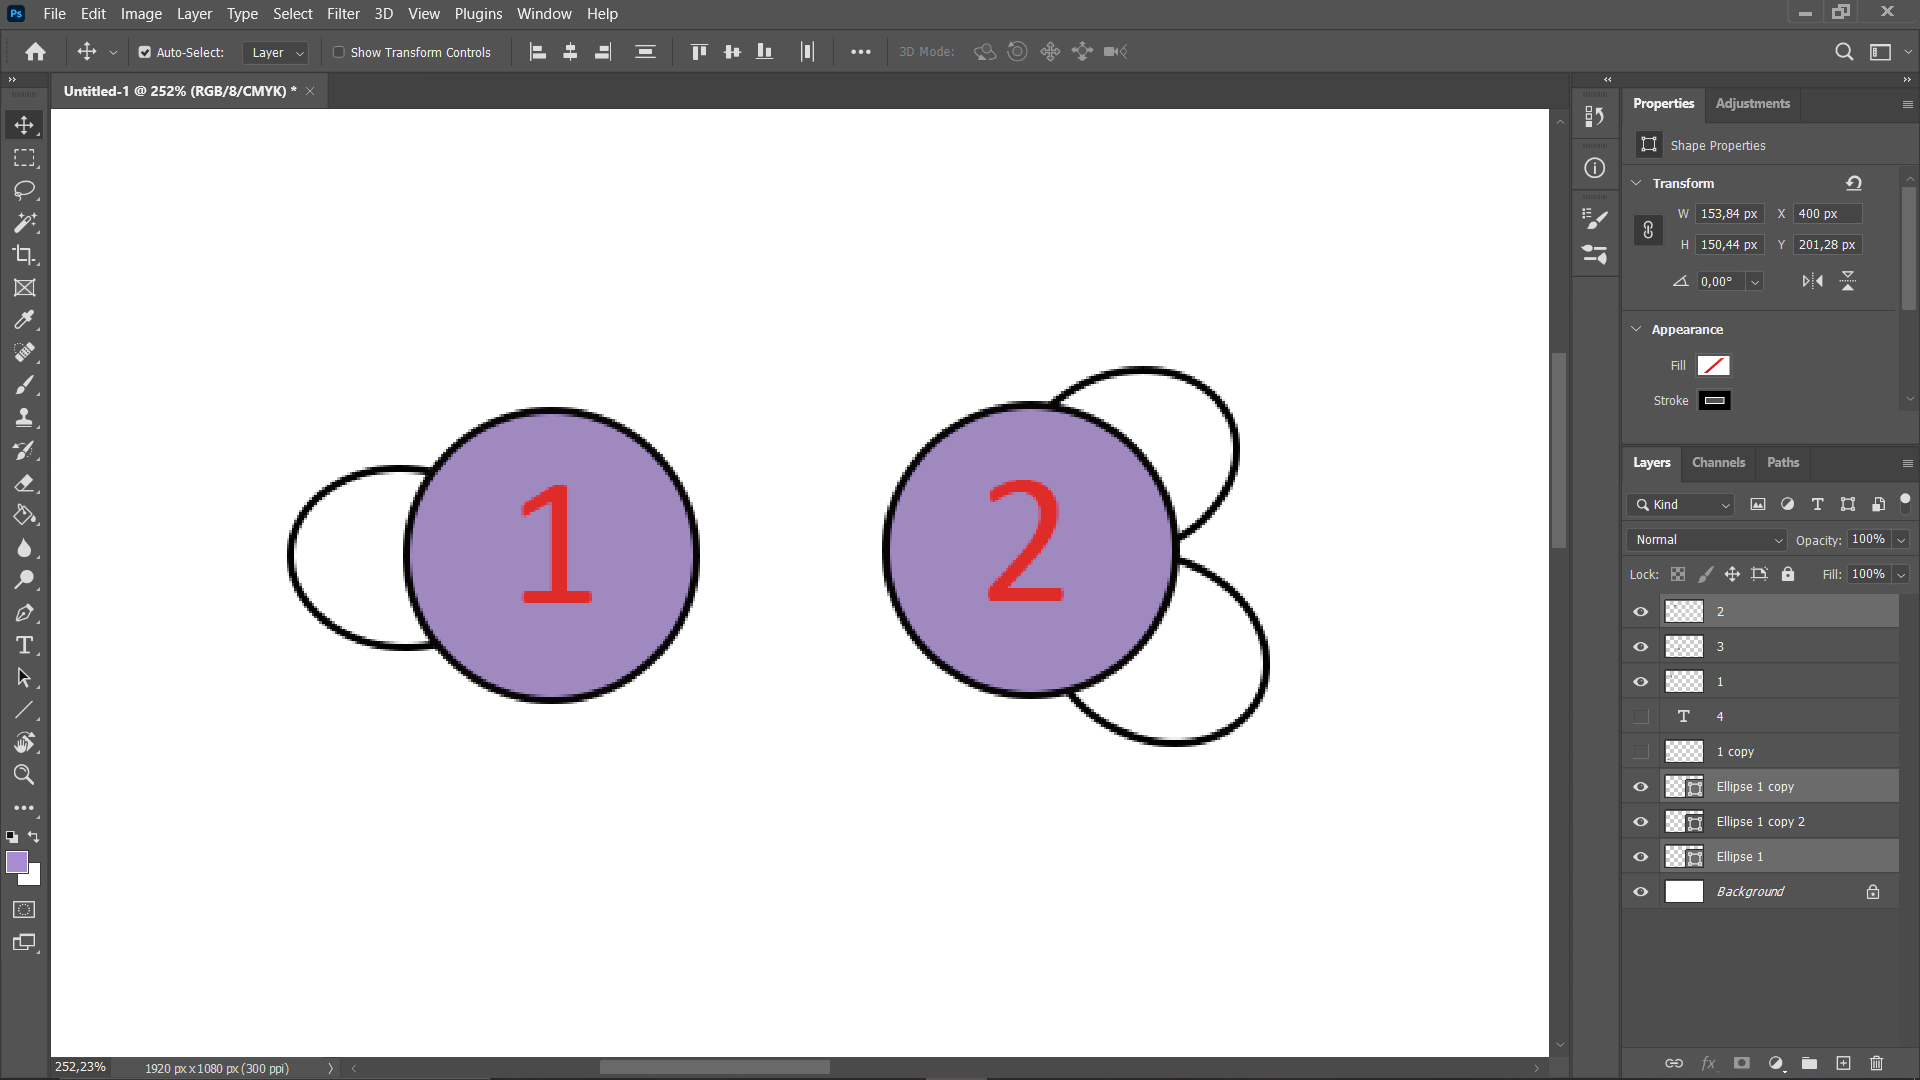 Ps File Edit Image Layer Type Select Filter 3D View Plugins Window Help
Auto-Select: Layer Show Transform Controls 3D Mode:
Untitled-1 @ 252% (RGB/8/CMYK) *
Properties Adjustments
Shape Properties
Transform
W 153,84 px X 400 px
H 150,44 px Y 201,28 px
0,00°
Appearance
Fill
Stroke
1
2
Layers Channels Paths
Kind
Normal Opacity: 100%
Lock: Fill: 100%
2
3
1
T 4
1 copy
Ellipse 1 copy
Ellipse 1 copy 2
Ellipse 1
Background
fx
252,23% 1920 px x 1080 px (300 ppi)